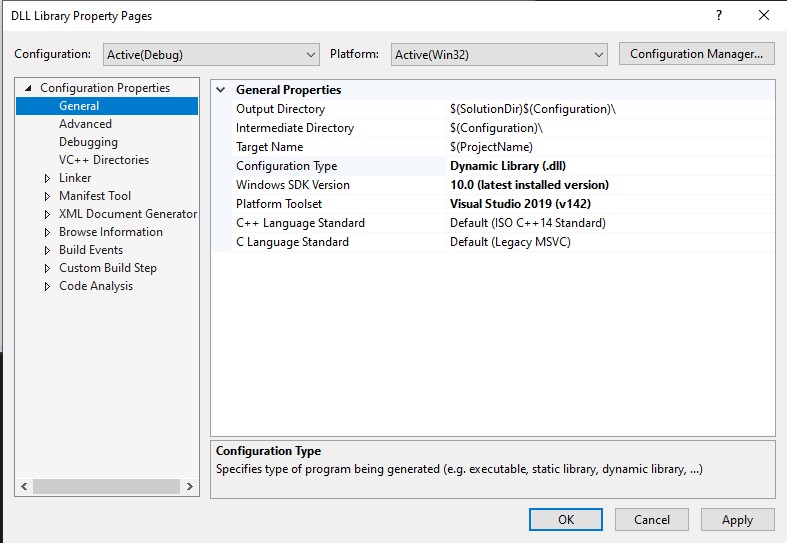 DLL Library Property Pages
? 
Configuration: Active(Debug) Platform: Active(Win32) Configuration Manager...
Configuration Properties
General
Advanced
Debugging
VC++ Directories
Linker
Manifest Tool
XML Document Generator
Browse Information
Build Events
Custom Build Step
Code Analysis
General Properties
Output Directory $(SolutionDir)$(Configuration)\
Intermediate Directory $(Configuration)\
Target Name $(ProjectName)
Configuration Type Dynamic Library (.dll)
Windows SDK Version 10.0 (latest installed version)
Platform Toolset Visual Studio 2019 (v142)
C++ Language Standard Default (ISO C++14 Standard)
C Language Standard Default (Legacy MSVC)
Configuration Type
Specifies type of program being generated (e.g. executable, static library, dynamic library, ...)
OK Cancel Apply